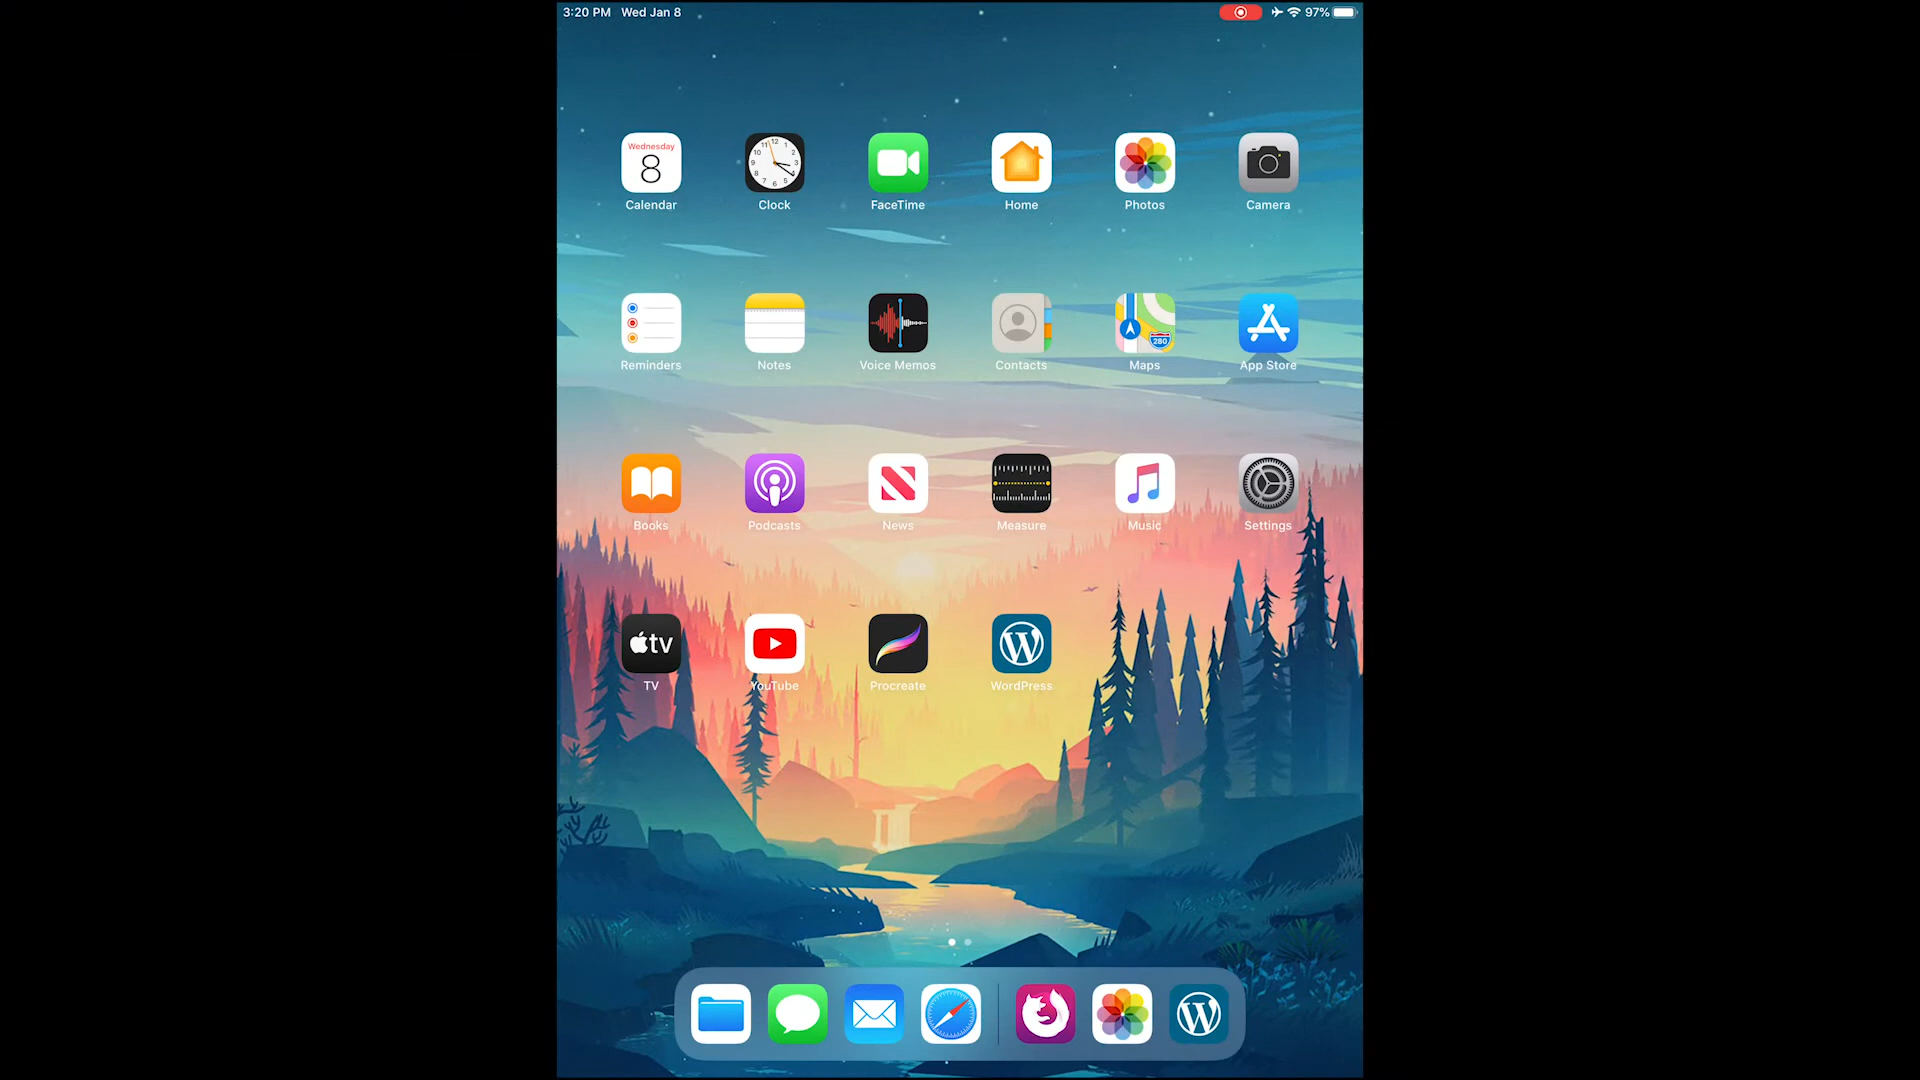 3:20 PM Wed Jan 8
97%
Wednesday
8
Calendar
Clock
FaceTime
Home
Photos
Camera
Reminders
Notes
Voice Memos
Contacts
280
Maps
App Store
Books
Podcasts
News
Measure
Music
Settings
tv
TV
YouTube
Procreate
WordPress